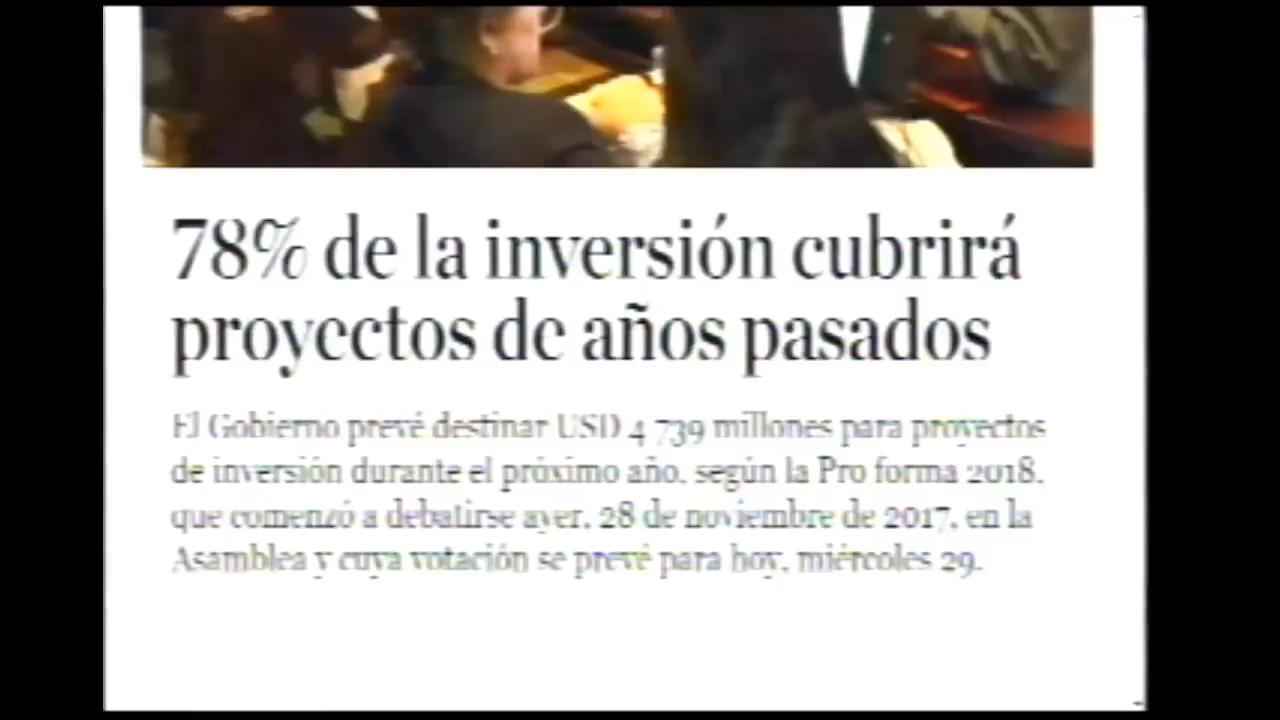 78% de la inversión cubrirá
proyectos de años pasados
El Gobierno prevé destinar USD 4 739 millones para proyectos
de inversión durante el próximo año, según la Pro forma 2018,
que comenzó a debatirse ayer, 28 de noviembre de 2017, en la
Asamblea y cuya votación se prevé para hoy, miércoles 29.